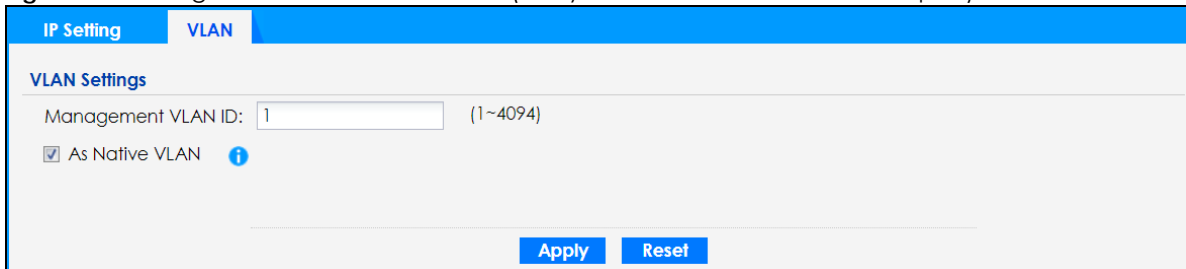 IP Setting VLAN
VLAN Settings
Management VLAN ID: 1 (1~4094)
As Native VLAN
Apply Reset